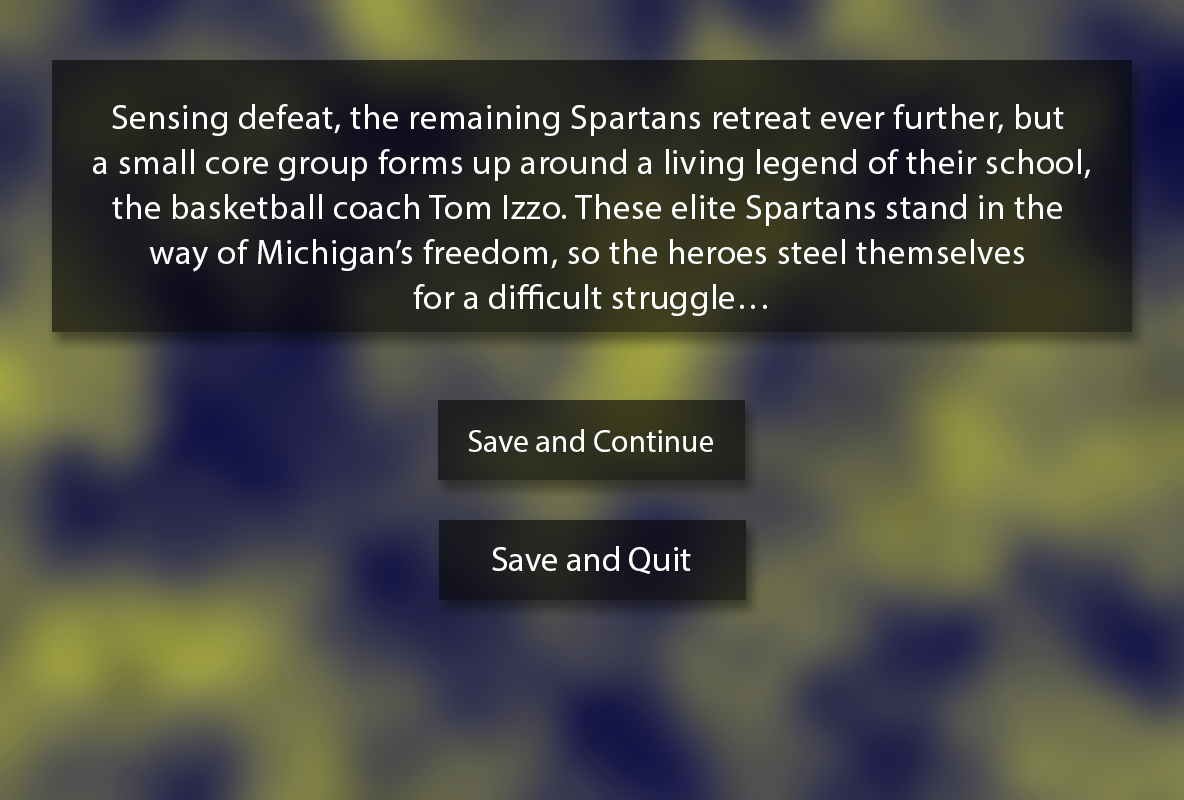 Sensing defeat, the remaining Spartans retreat ever further, but
a small core group forms up around a living legend of their school,
the basketball coach Tom Izzo. These elite Spartans stand in the
way of Michigan’s freedom, so the heroes steel themselves
for a difficult struggle…
Save and Continue
Save and Quit